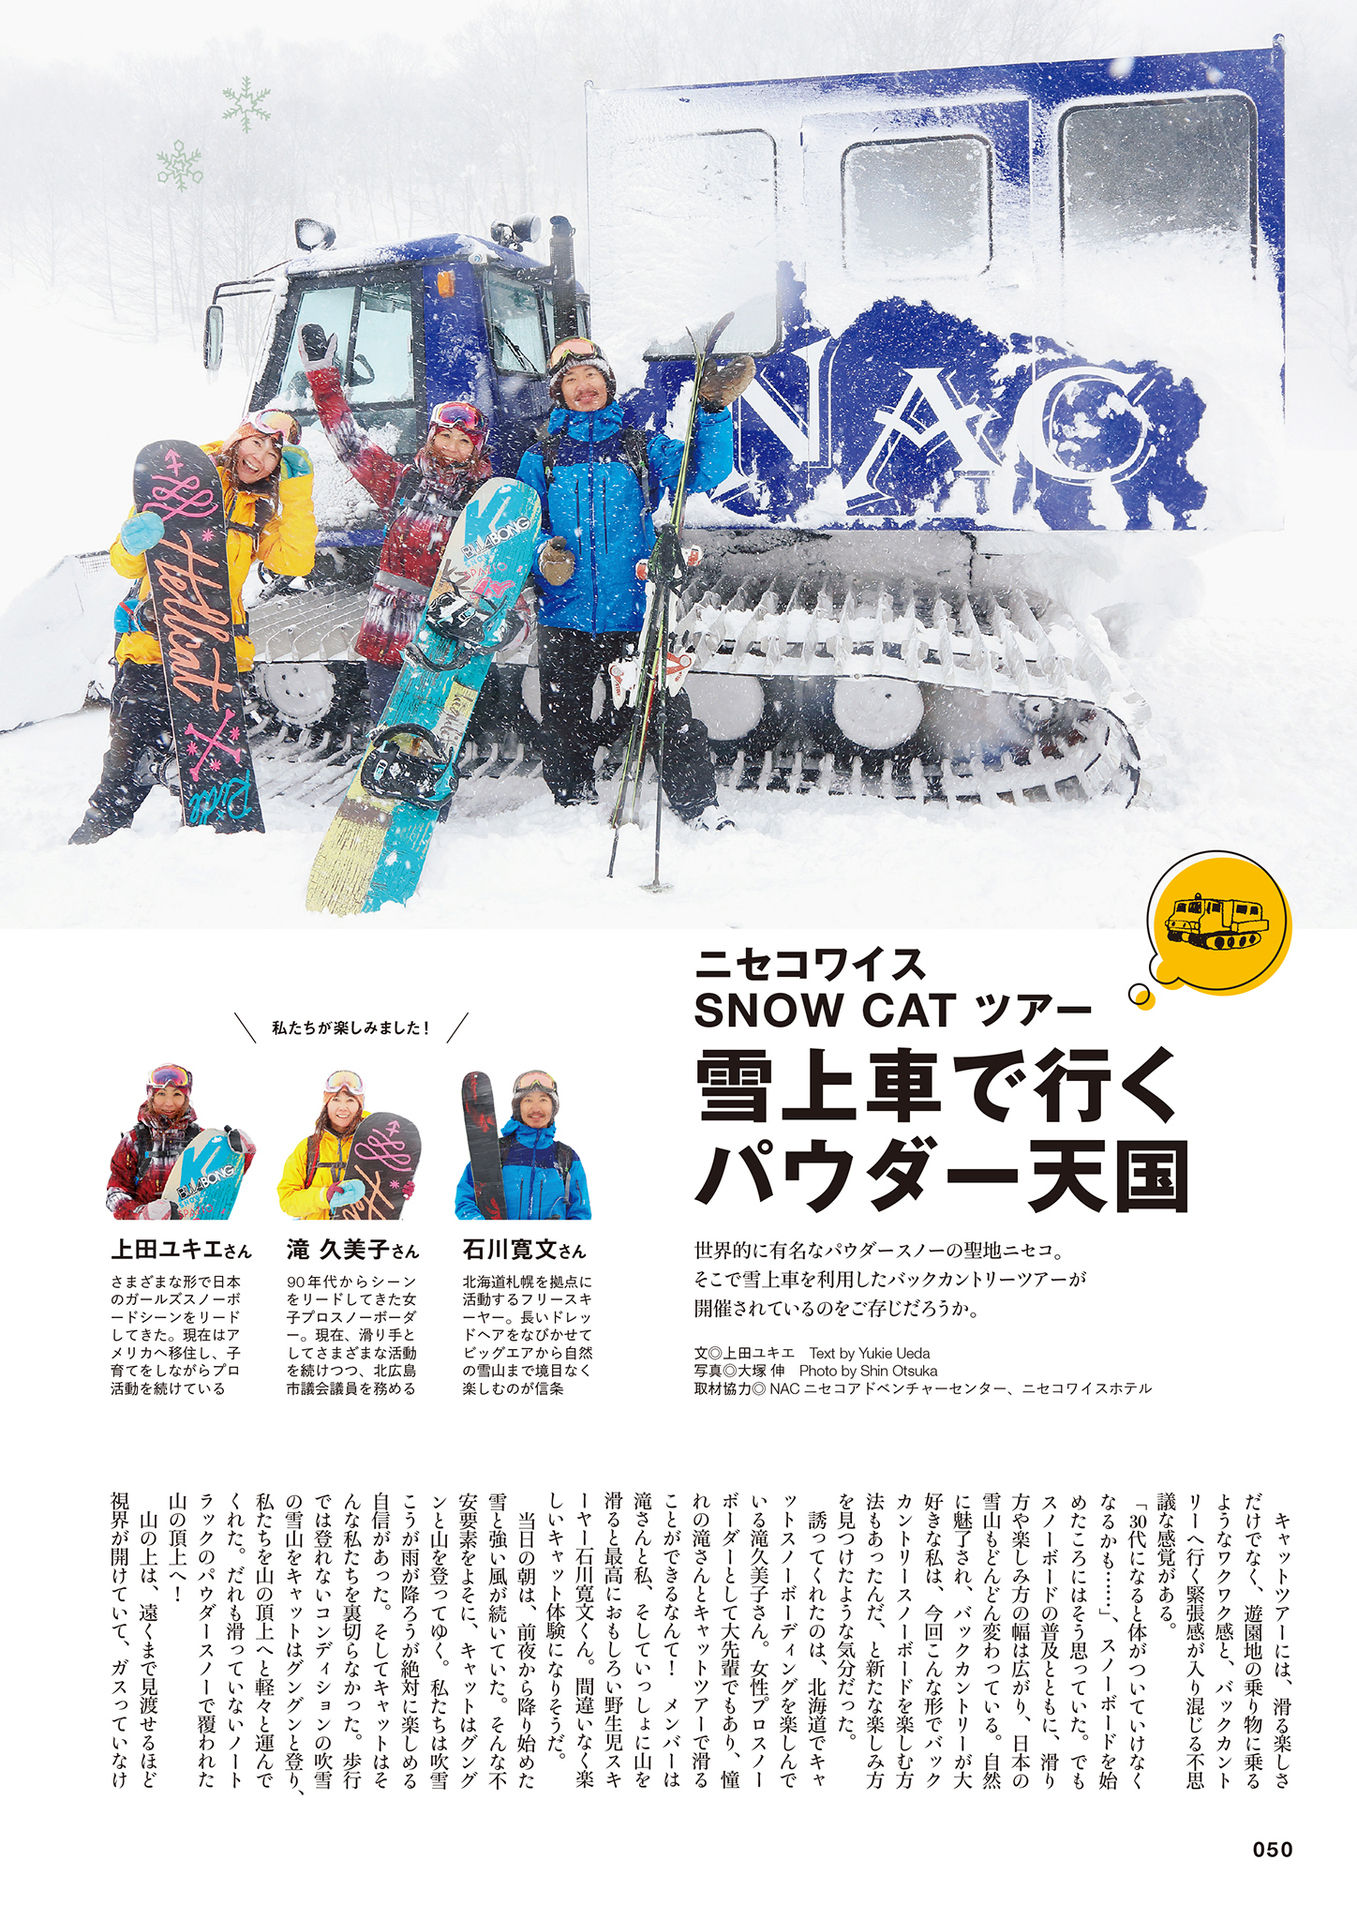 NAC
Hellcat
Ride
BILLABONG
ニセコワイス
SNOW CAT ツアー
雪上車で行く
パウダー天国
世界的に有名なパウダースノーの聖地ニセコ。
そこで雪上車を利用したバックカントリーツアーが
開催されているのをご存じだろうか。
文◎上田ユキエ Text by Yukie Ueda
写真◎大塚 伸 Photo by Shin Otsuka
取材協力◎ NAC ニセコアドベンチャーセンター、ニセコワイスホテル
私たちが楽しみました！
上田ユキエさん
さまざまな形で日本
のガールズスノーボ
ードシーンをリード
してきた。現在はア
メリカへ移住し、子
育てをしながらプロ
活動を続けている
滝 久美子さん
90年代からシーン
をリードしてきた女
子プロスノーボーダ
ー。現在、滑り手と
してさまざまな活動
を続けつつ、北広島
市議会議員を務める
石川寛文さん
北海道札幌を拠点に
活動するフリースキ
ーヤー。長いドレッ
ドヘアをなびかせて
ビッグエアから自然
の雪山まで境目なく
楽しむのが信条
キャットツアーには、滑る楽しさ
だけでなく、遊園地の乗り物に乗る
ようなワクワク感と、バックカント
リーへ行く緊張感が入り混じる不思
議な感覚がある。
「30代になると体がついていけなく
なるかも……」、スノーボードを始
めたころにはそう思っていた。でも
スノーボードの普及とともに、滑り
方や楽しみ方の幅は広がり、日本の
雪山もどんどん変わっている。自然
に魅了され、バックカントリーが大
好きな私は、今回こんな形でバック
カントリースノーボードを楽しむ方
法もあったんだ、と新たな楽しみ方
を見つけたような気分だった。
誘ってくれたのは、北海道でキャ
ットスノーボーディングを楽しんで
いる滝久美子さん。女性プロスノー
ボーダーとして大先輩でもあり、憧
れの滝さんとキャットツアーで滑る
ことができるなんて！ メンバーは
滝さんと私、そしていっしょに山を
滑ると最高におもしろい野生児スキ
ーヤー石川寛文くん。間違いなく楽
しいキャット体験になりそうだ。
当日の朝は、前夜から降り始めた
雪と強い風が続いていた。そんな不
安要素をよそに、キャットはグング
ンと山を登ってゆく。私たちは吹雪
こうが雨が降ろうが絶対に楽しめる
自信があった。そしてキャットはそ
んな私たちを裏切らなかった。歩行
では登れないコンディションの吹雪
の雪山をキャットはグングンと登り、
私たちを山の頂上へと軽々と運んで
くれた。だれも滑っていないノート
ラックのパウダースノーで覆われた
山の頂上へ！
山の上は、遠くまで見渡せるほど
視界が開けていて、ガスっていなけ
050